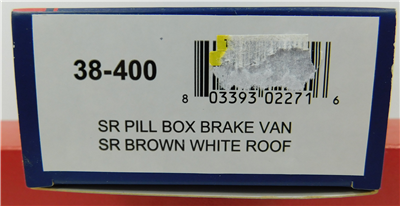 38-400
8 03393 02271 6
SR PILL BOX BRAKE VAN
SR BROWN WHITE ROOF